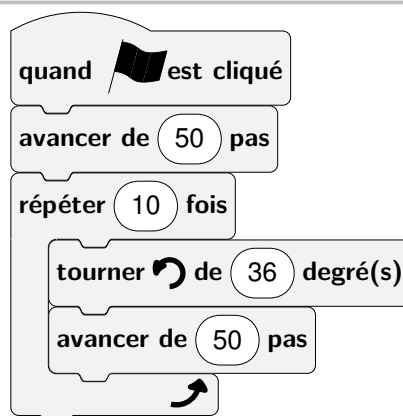 quand est cliqué
avancer de 50 pas
répéter 10 fois
tourner de 36 degré(s)
avancer de 50 pas